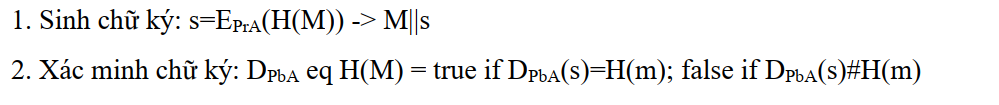 1. Sinh chữ ký: s=EPrA(H(M)) -> M||s
2. Xác minh chữ ký: DPbA eq H(M) = true if DPbA(s)=H(m); false if DPbA(s)#H(m)